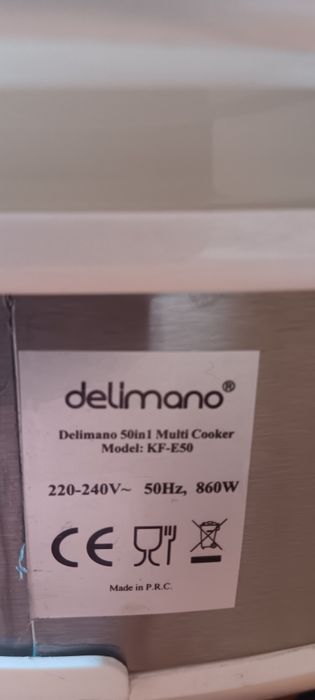 delimano®
Delimano 50in1 Multi Cooker
Model: KF-E50
220-240V~ 50Hz, 860W
CE
Made in P.R.C.